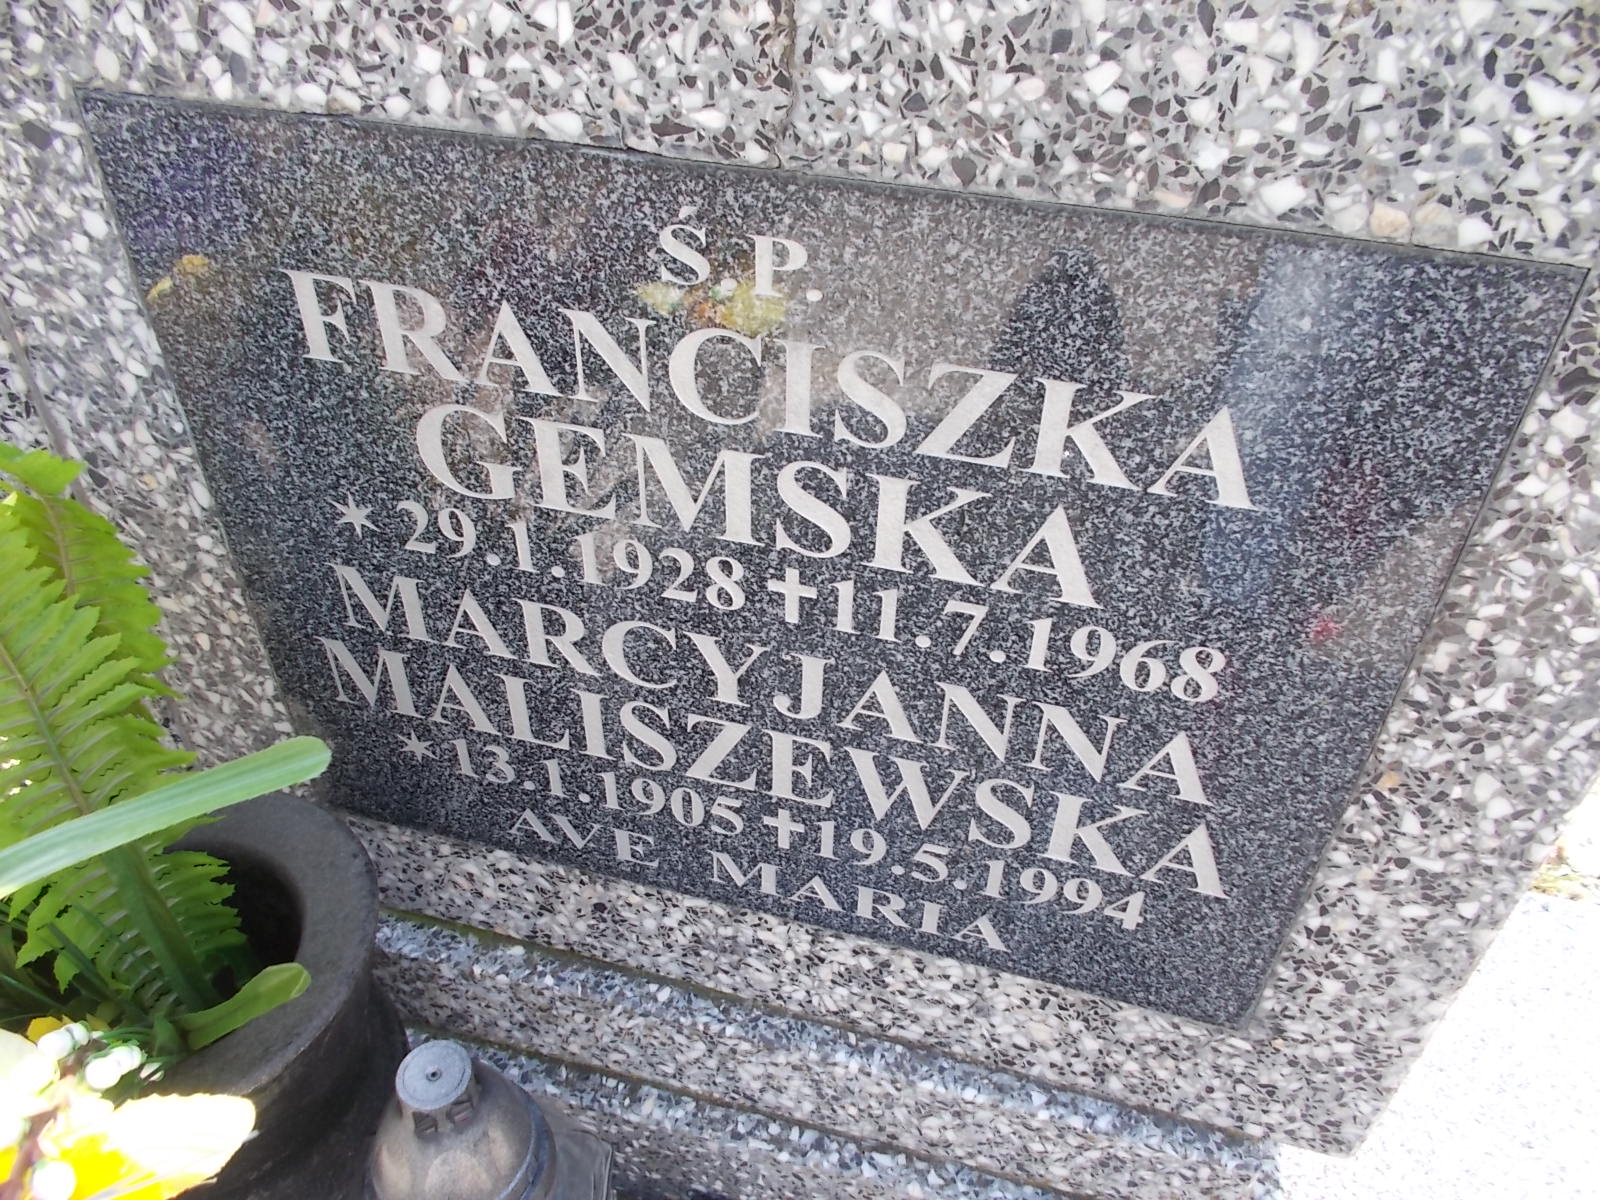 Ś. P.
FRANCISZKA
GEMSKA
* 29.1.1928 ✝ 11.7.1968
MARCYJANNA
MALISZEWSKA
* 13.1.1905 ✝ 19.5.1994
AVE MARIA